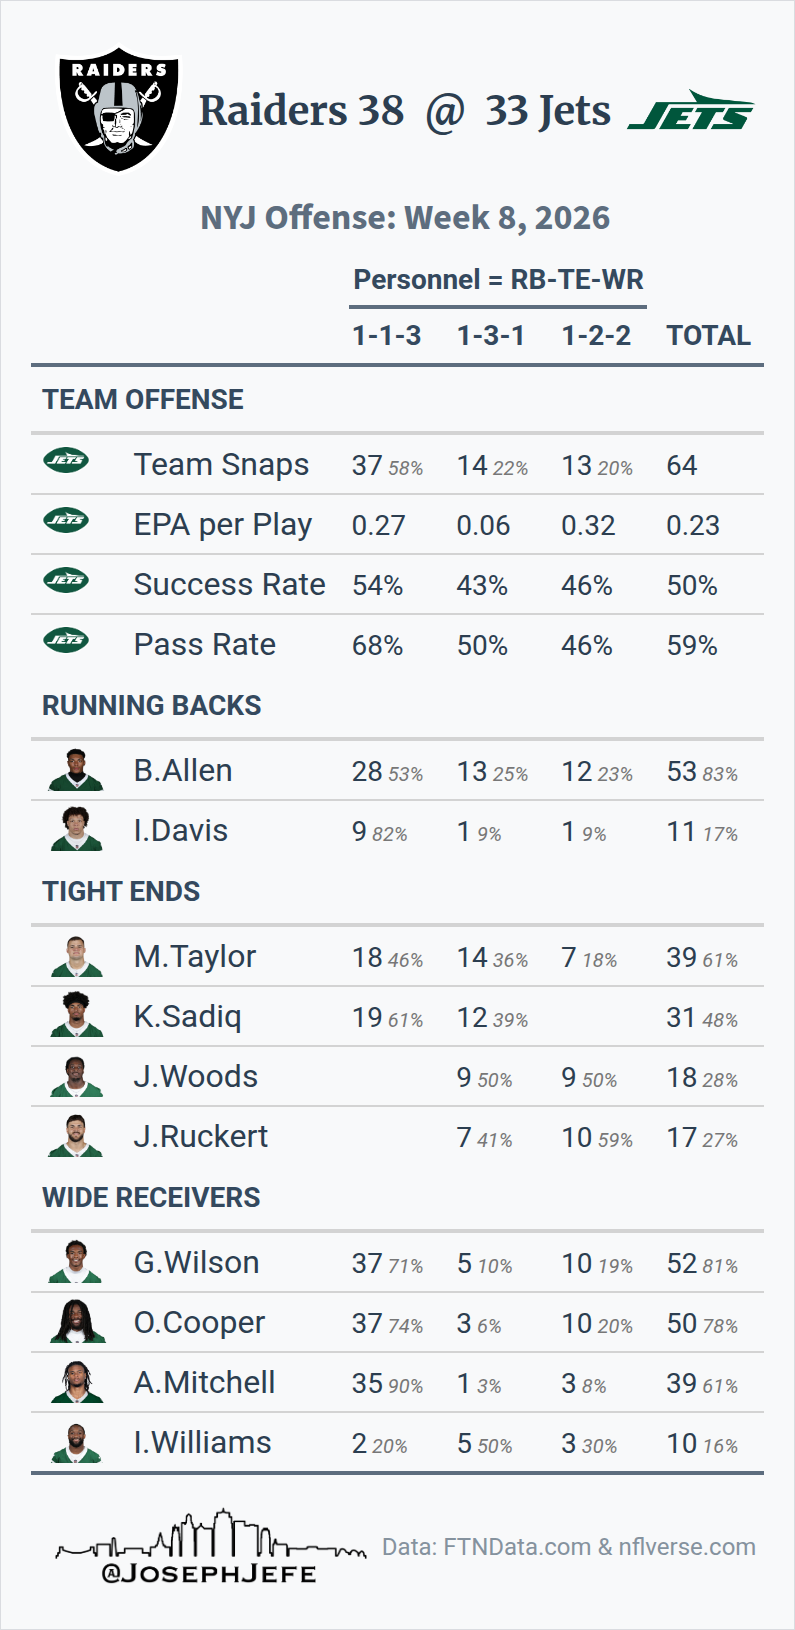 RAIDERS
Raiders 38 @ 33 Jets
JETS
NYJ Offense: Week 8, 2026
Personnel = RB-TE-WR
1-1-3 1-3-1 1-2-2 TOTAL
TEAM OFFENSE
JETS Team Snaps 37 58% 14 22% 13 20% 64
JETS EPA per Play 0.27 0.06 0.32 0.23
JETS Success Rate 54% 43% 46% 50%
JETS Pass Rate 68% 50% 46% 59%
RUNNING BACKS
B.Allen 28 53% 13 25% 12 23% 53 83%
I.Davis 9 82% 1 9% 1 9% 11 17%
TIGHT ENDS
M.Taylor 18 46% 14 36% 7 18% 39 61%
K.Sadiq 19 61% 12 39% 31 48%
J.Woods 9 50% 9 50% 18 28%
J.Ruckert 7 41% 10 59% 17 27%
WIDE RECEIVERS
G.Wilson 37 71% 5 10% 10 19% 52 81%
O.Cooper 37 74% 3 6% 10 20% 50 78%
A.Mitchell 35 90% 1 3% 3 8% 39 61%
I.Williams 2 20% 5 50% 3 30% 10 16%
@JOSEPHJEFE
Data: FTNData.com & nflverse.com